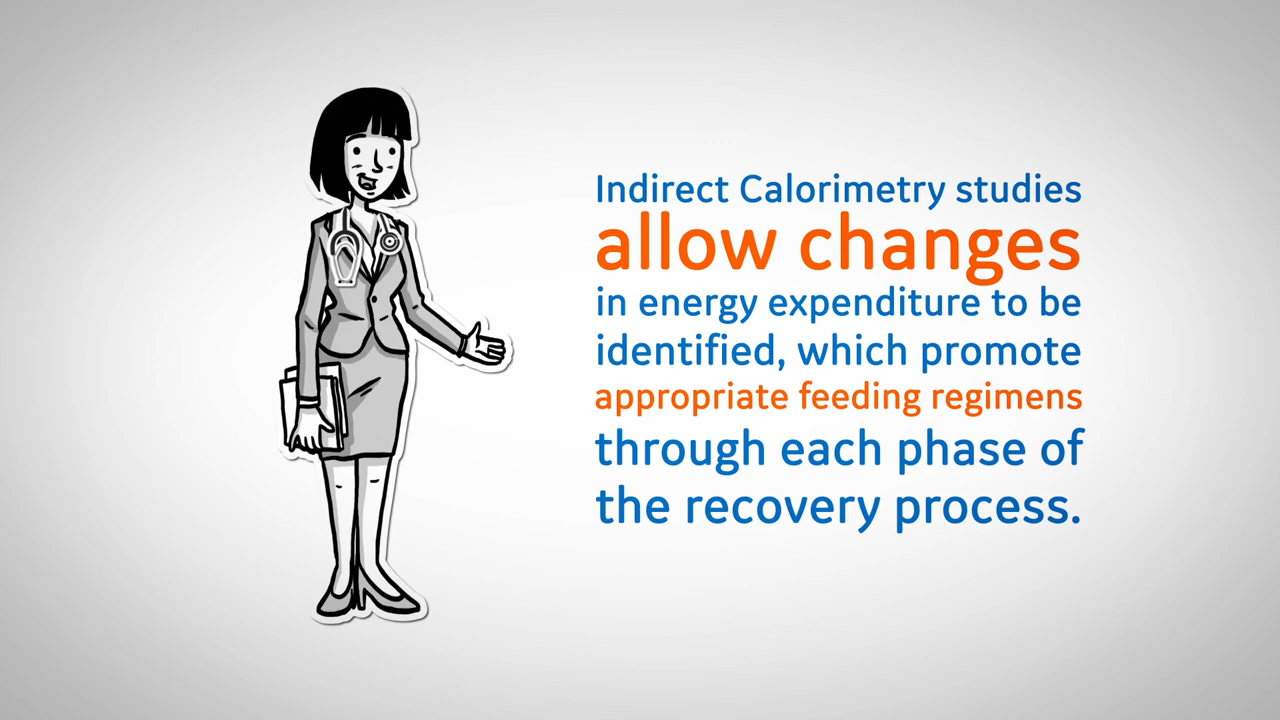 Indirect Calorimetry studies
allow changes
in energy expenditure to be
identified, which promote
appropriate feeding regimens
through each phase of
the recovery process.